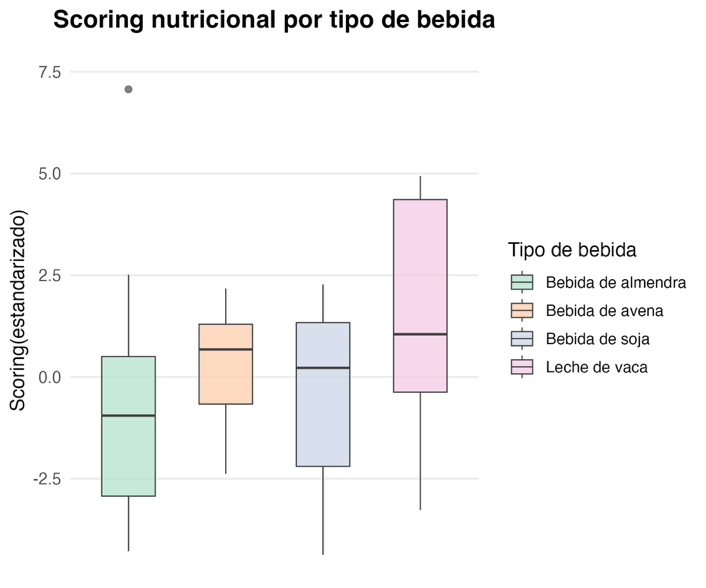 Scoring nutricional por tipo de bebida
7.5
5.0
2.5
0.0
-2.5
Scoring(estandarizado)
Tipo de bebida
Bebida de almendra
Bebida de avena
Bebida de soja
Leche de vaca